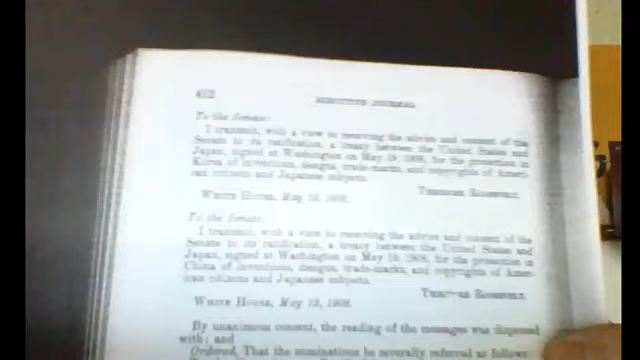 412 EXECUTIVE JOURNAL
To the Senate:
I transmit, with a view to receiving the advice and consent of the
Senate to its ratification, a treaty between the United States and
Japan, signed at Washington on May 19, 1908, for the protection in
Korea of inventions, designs, trade-marks, and copyrights of Ameri-
can citizens and Japanese subjects.
THEODORE ROOSEVELT.
WHITE HOUSE, May 19, 1908.
To the Senate:
I transmit, with a view to receiving the advice and consent of the
Senate to its ratification, a treaty between the United States and
Japan, signed at Washington on May 19, 1908, for the protection in
China of inventions, designs, trade-marks, and copyrights of Amer-
ican citizens and Japanese subjects.
THEODORE ROOSEVELT.
WHITE HOUSE, May 19, 1908.
By unanimous consent, the reading of the messages was dispensed
with; and
Ordered, That the nominations be severally referred as follows: